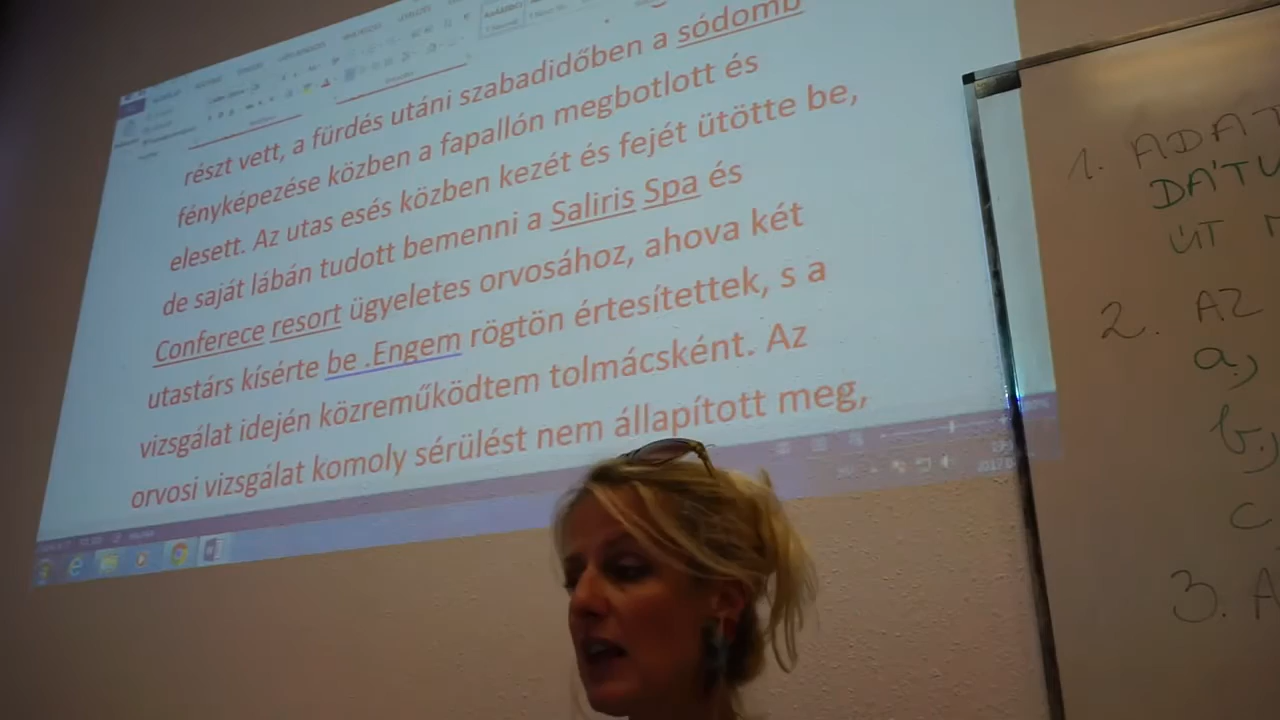 részt vett, a fürdés utáni szabadidőben a sódomb
fényképezése közben a fapallón megbotlott és
elesett. Az utas esés közben kezét és fejét ütötte be,
de saját lábán tudott bemenni a Saliris Spa és
Conferece resort ügyeletes orvosához, ahova két
utastárs kísérte be .Engem rögtön értesítettek, s a
vizsgálat idején közreműködtem tolmácsként. Az
orvosi vizsgálat komoly sérülést nem állapított meg,
1. ADAT
DÁTU
ÚT
2. AZ
a,)
b,)
c
3. A